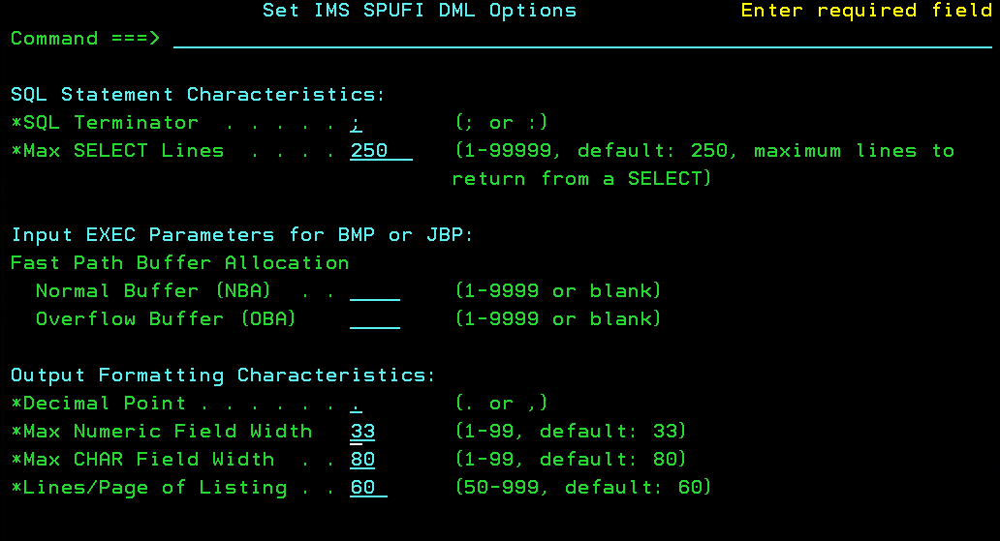 Set IMS SPUFI DML Options Enter required field
Command ===>
SQL Statement Characteristics:
*SQL Terminator . . . . . ; (; or :)
*Max SELECT Lines . . . . 250 (1-99999, default: 250, maximum lines to
return from a SELECT)
Input EXEC Parameters for BMP or JBP:
Fast Path Buffer Allocation
Normal Buffer (NBA) . . (1-9999 or blank)
Overflow Buffer (OBA) (1-9999 or blank)
Output Formatting Characteristics:
*Decimal Point . . . . . . . (. or ,)
*Max Numeric Field Width 33 (1-99, default: 33)
*Max CHAR Field Width . . 80 (1-99, default: 80)
*Lines/Page of Listing . . 60 (50-999, default: 60)